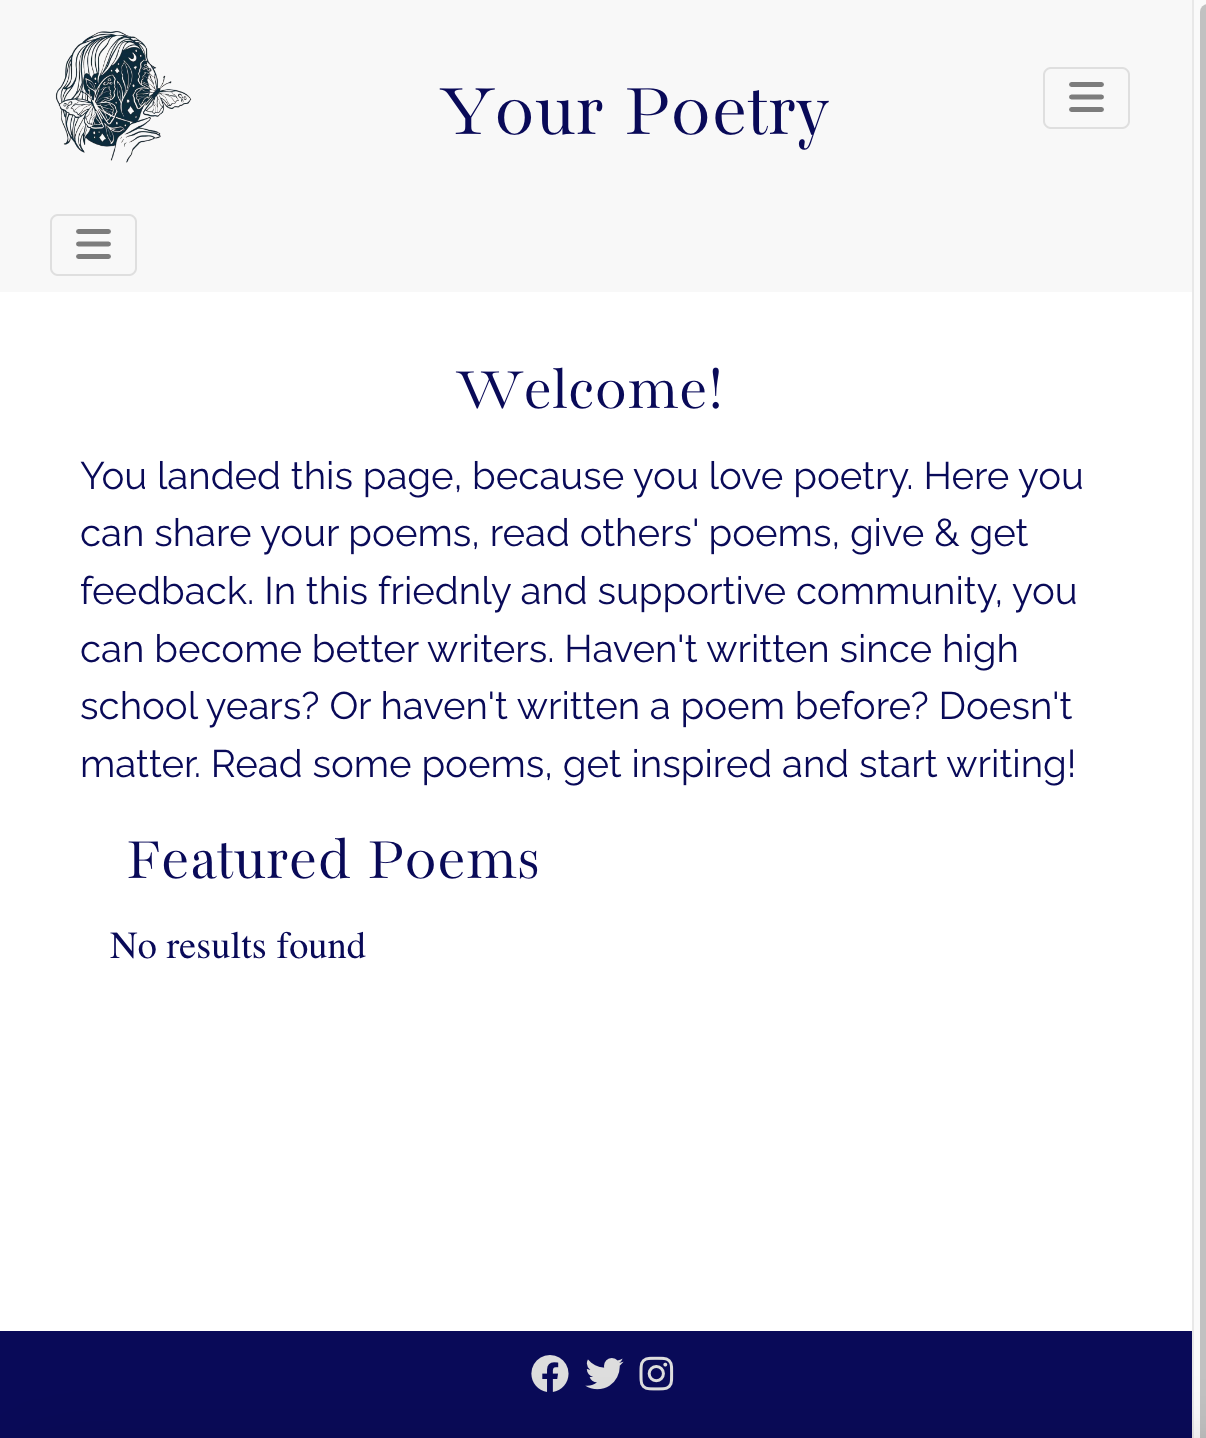 Your Poetry
Welcome!
You landed this page, because you love poetry. Here you
can share your poems, read others' poems, give & get
feedback. In this friednly and supportive community, you
can become better writers. Haven't written since high
school years? Or haven't written a poem before? Doesn't
matter. Read some poems, get inspired and start writing!
Featured Poems
No results found